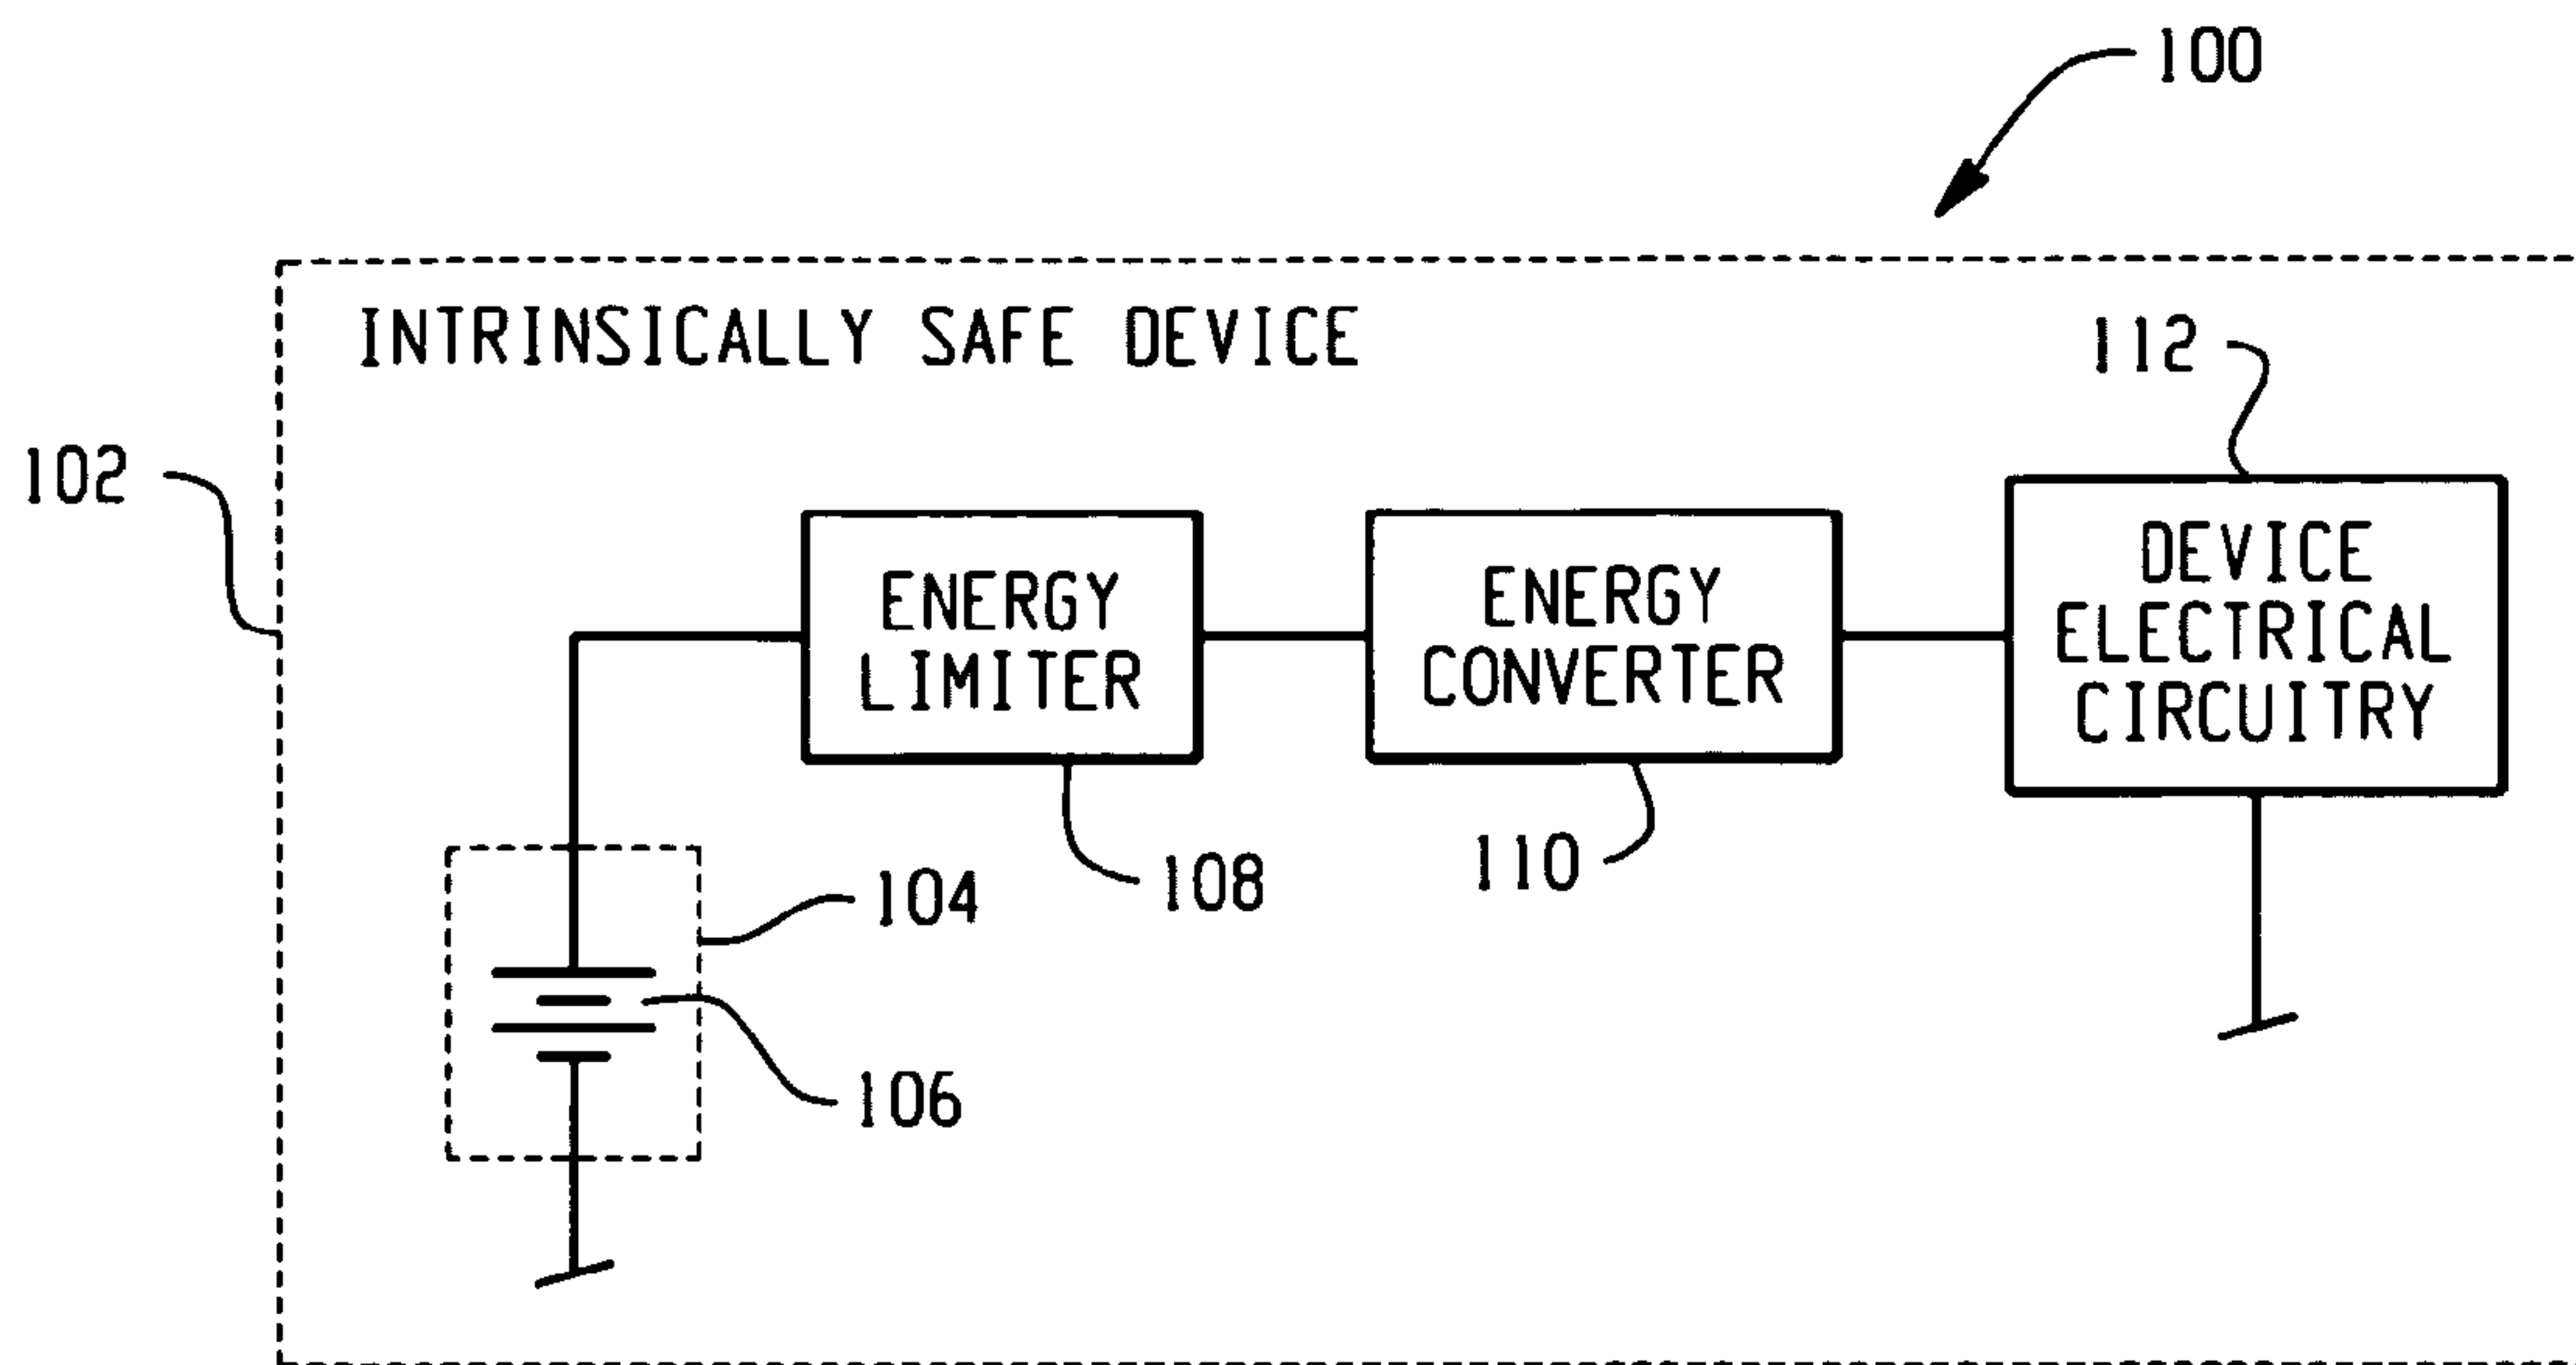 100
INTRINSICALLY SAFE DEVICE
112
102
ENERGY
LIMITER
ENERGY
CONVERTER
DEVICE
ELECTRICAL
CIRCUITRY
108
110
104
106